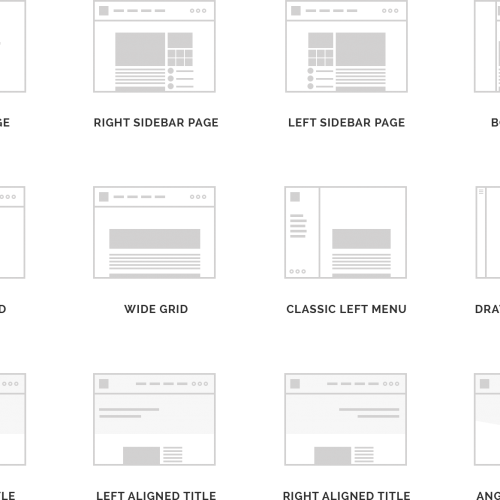 GE
RIGHT SIDEBAR PAGE
LEFT SIDEBAR PAGE
B
D
WIDE GRID
CLASSIC LEFT MENU
DRA
LE
LEFT ALIGNED TITLE
RIGHT ALIGNED TITLE
ANG